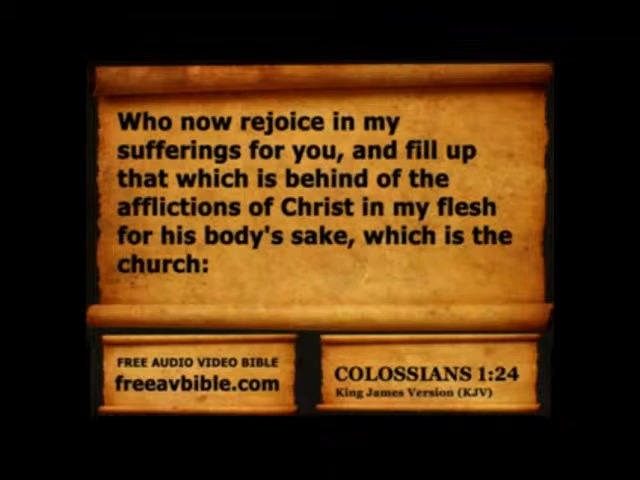 Who now rejoice in my
sufferings for you, and fill up
that which is behind of the
afflictions of Christ in my flesh
for his body's sake, which is the
church:
FREE AUDIO VIDEO BIBLE
freeavbible.com
COLOSSIANS 1:24
King James Version (KJV)